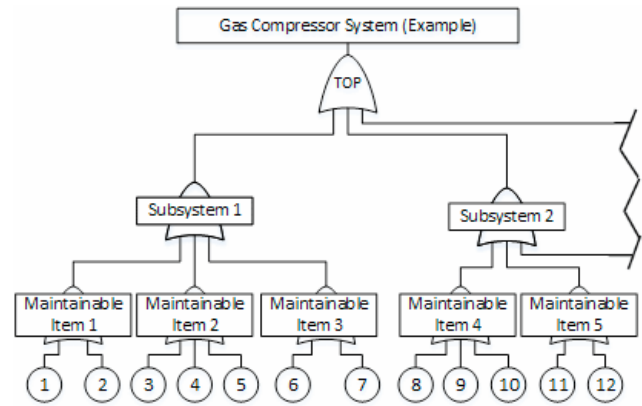 Gas Compressor System (Example)
TOP
Subsystem 1
Subsystem 2
Maintainable
Item 1
Maintainable
Item 2
Maintainable
Item 3
Maintainable
Item 4
Maintainable
Item 5
1
2
3
4
5
6
7
8
9
10
11
12